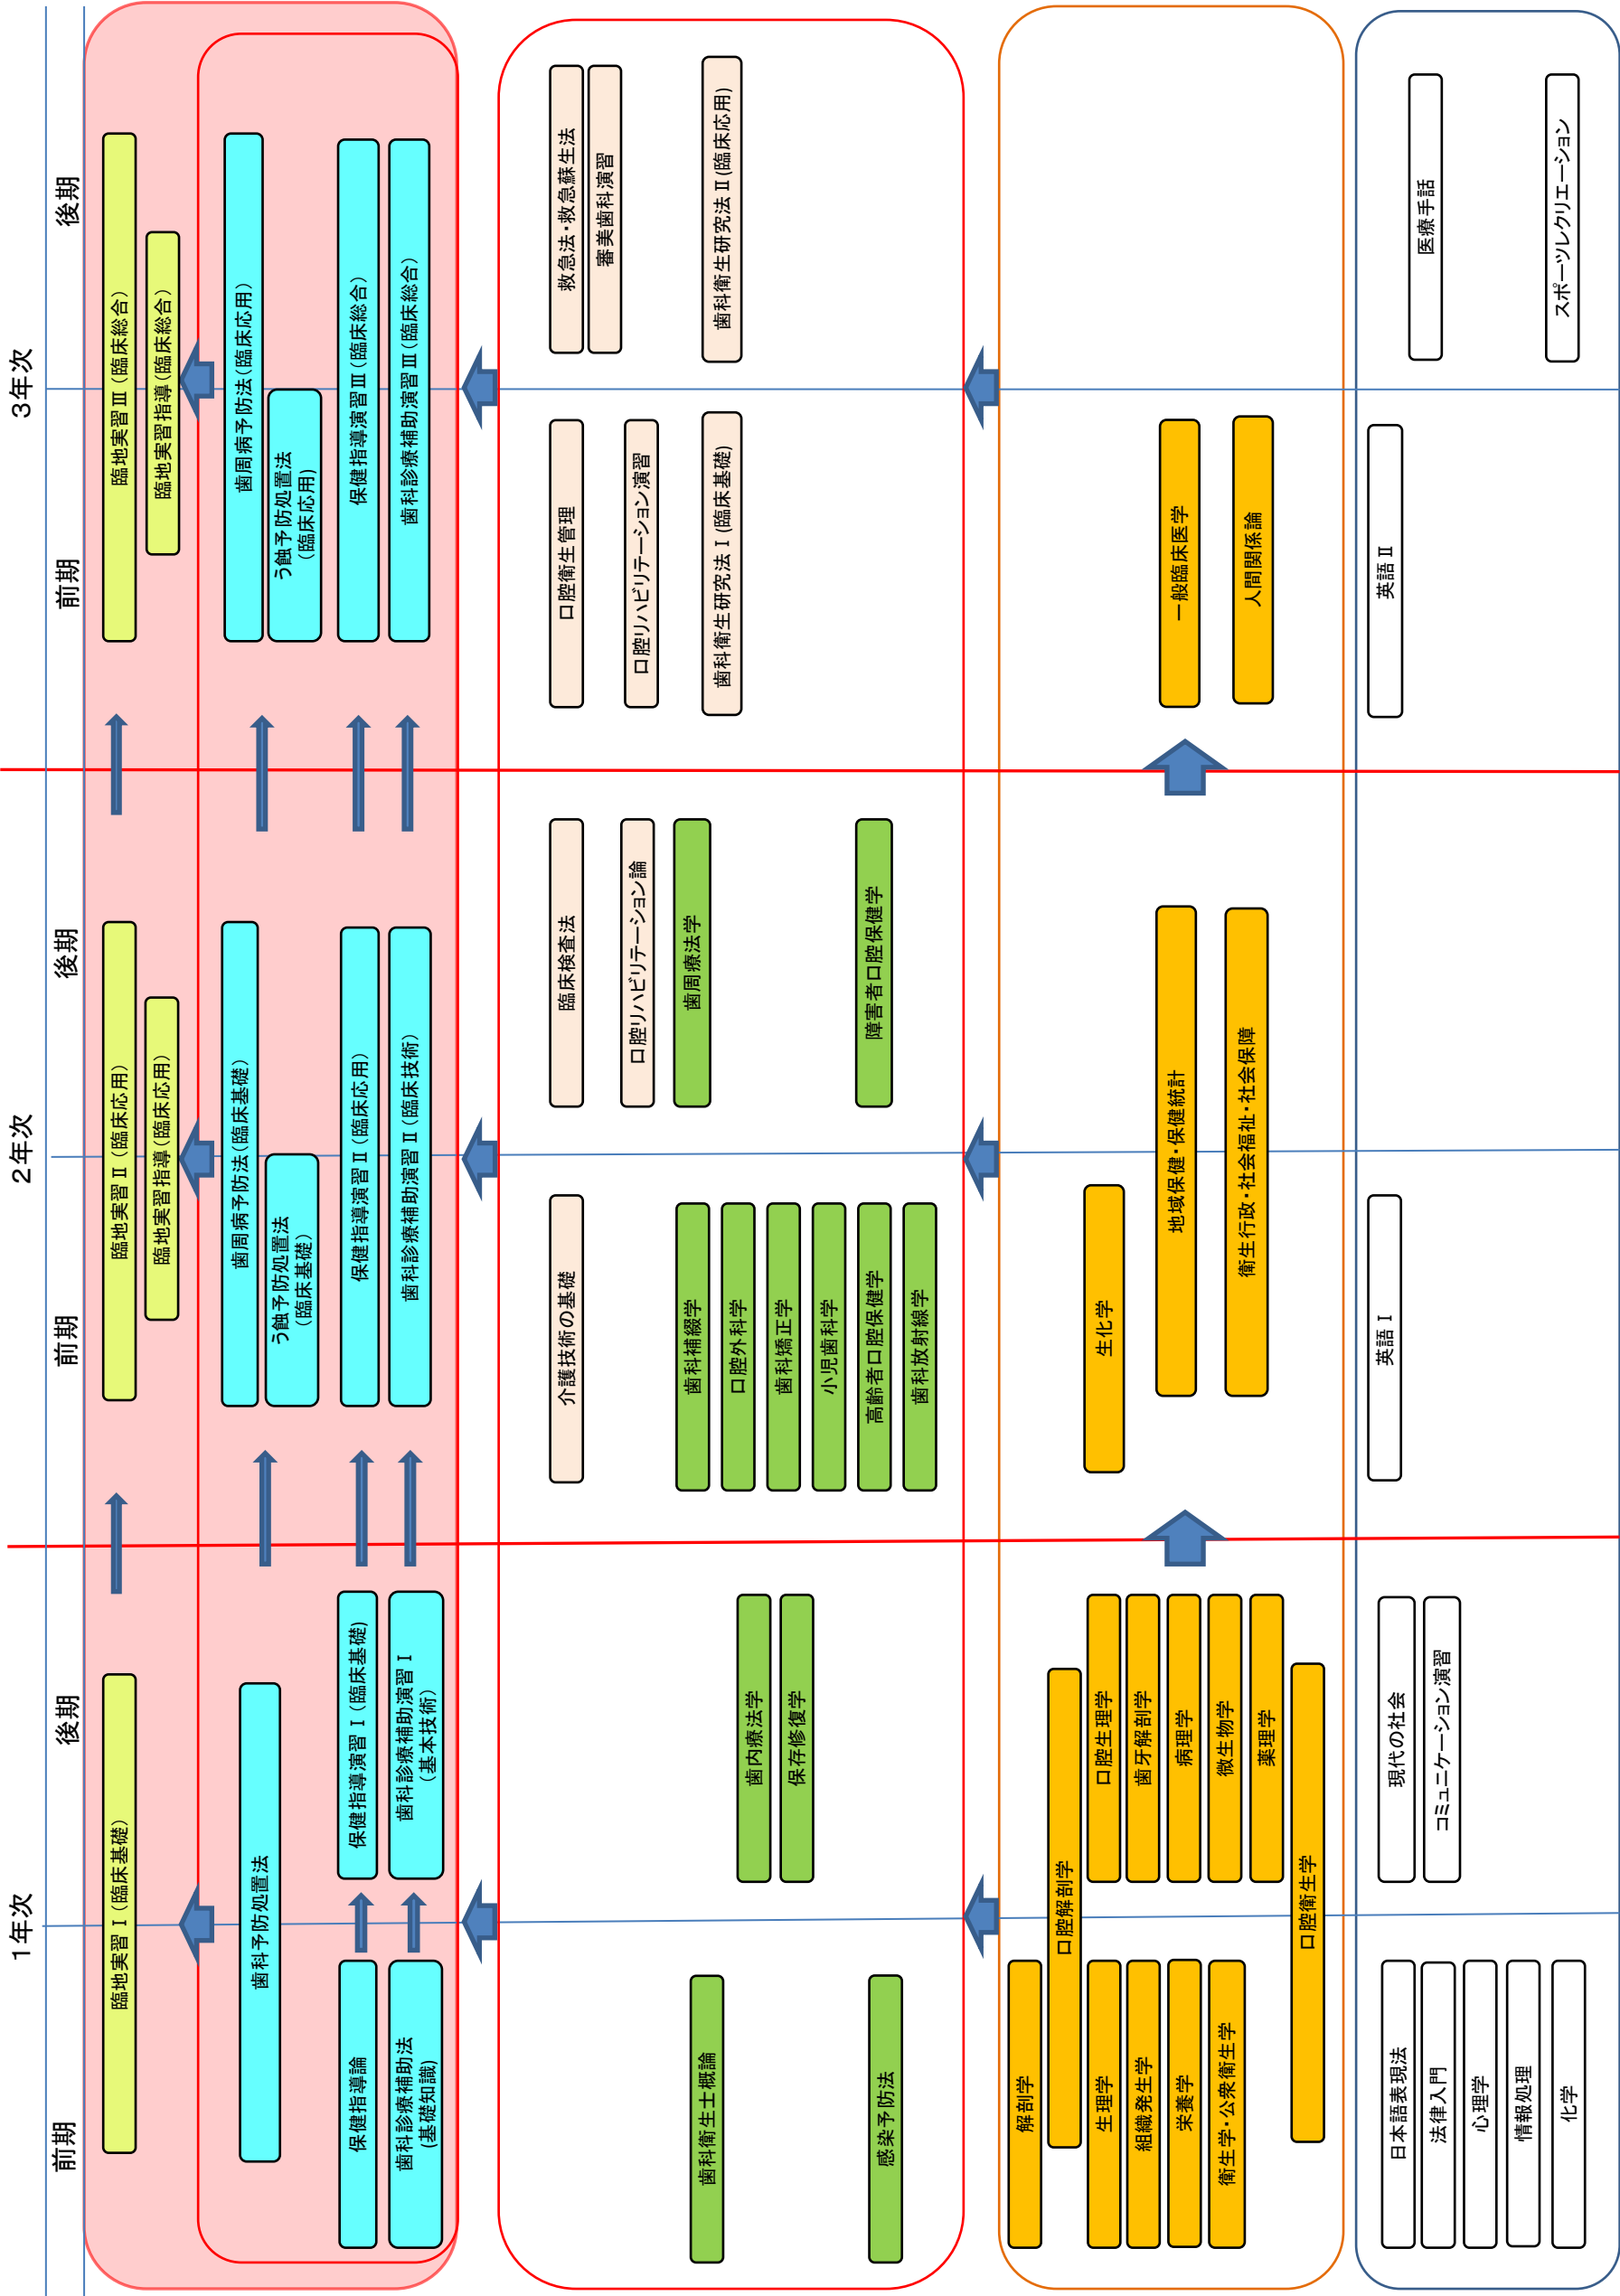 1年次
2年次
3年次
前期
後期
前期
後期
前期
後期
臨地実習Ⅰ(臨床基礎)
臨地実習Ⅱ(臨床応用)
臨地実習Ⅲ(臨床総合)
臨地実習指導(臨床応用)
臨地実習指導(臨床総合)
歯科予防処置法
歯周病予防法(臨床基礎)
歯周病予防法(臨床応用)
う蝕予防処置法
(臨床基礎)
う蝕予防処置法
(臨床応用)
保健指導論
保健指導演習Ⅰ(臨床基礎)
保健指導演習Ⅱ(臨床応用)
保健指導演習Ⅲ(臨床総合)
歯科診療補助法
(基礎知識)
歯科診療補助演習Ⅰ
(基本技術)
歯科診療補助演習Ⅱ(臨床技術)
歯科診療補助演習Ⅲ(臨床総合)
介護技術の基礎
臨床検査法
口腔衛生管理
救急法・救急蘇生法
審美歯科演習
口腔リハビリテーション論
口腔リハビリテーション演習
歯科衛生研究法Ⅰ(臨床基礎)
歯科衛生研究法Ⅱ(臨床応用)
歯科衛生士概論
歯科補綴学
歯周療法学
歯内療法学
口腔外科学
保存修復学
歯科矯正学
小児歯科学
感染予防法
高齢者口腔保健学
障害者口腔保健学
歯科放射線学
解剖学
口腔解剖学
生理学
口腔生理学
生化学
組織発生学
歯牙解剖学
栄養学
病理学
地域保健・保健統計
一般臨床医学
衛生学・公衆衛生学
微生物学
衛生行政・社会福祉・社会保障
人間関係論
薬理学
口腔衛生学
日本語表現法
現代の社会
英語Ⅰ
英語Ⅱ
法律入門
コミュニケーション演習
医療手話
心理学
情報処理
化学
スポーツレクリエーション